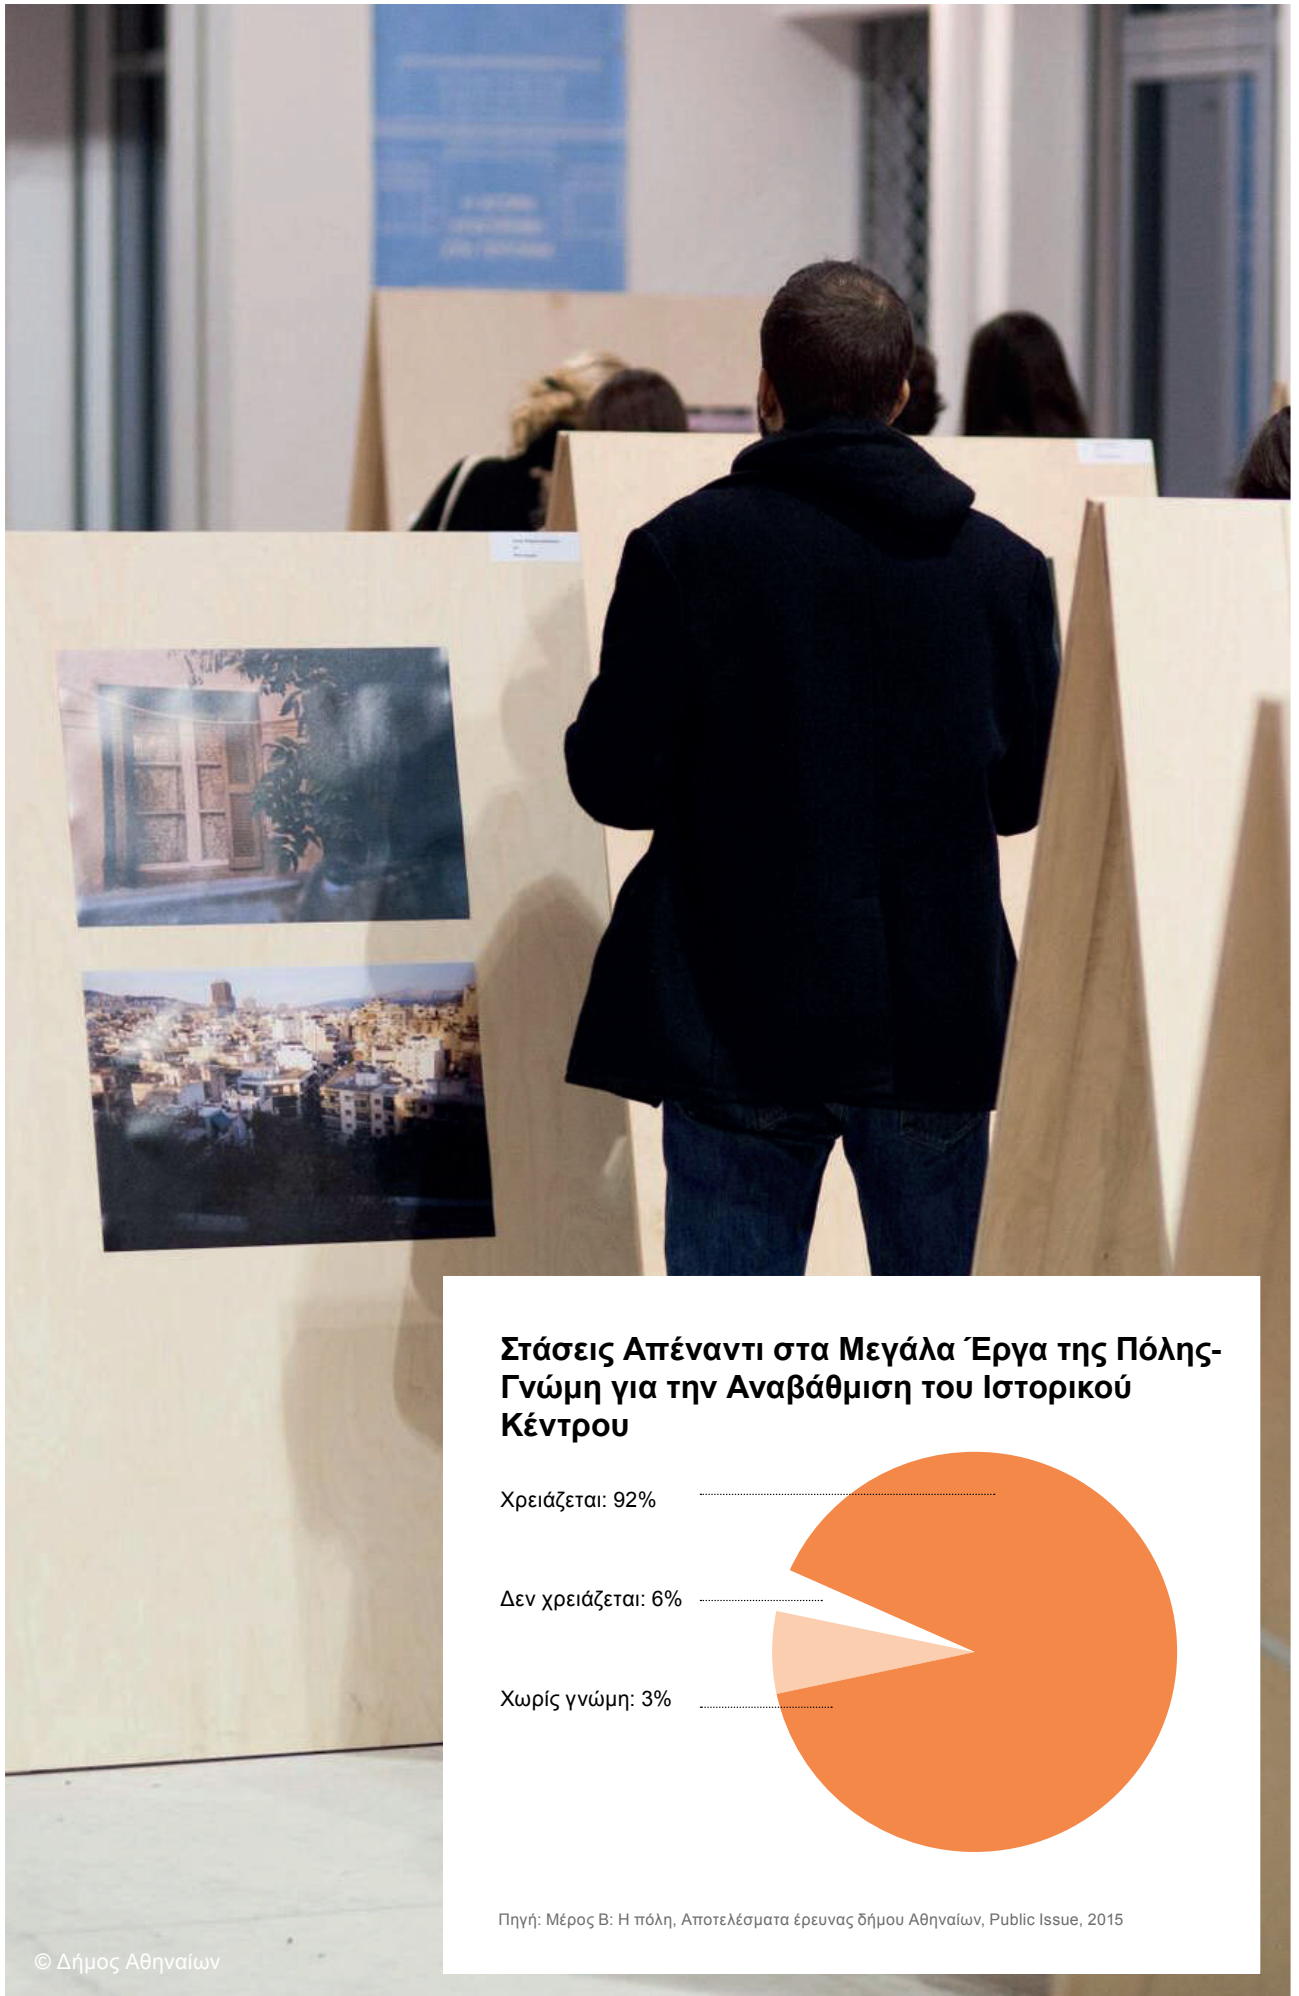 Στάσεις Απέναντι στα Μεγάλα Έργα της Πόλης-
Γνώμη για την Αναβάθμιση του Ιστορικού
Κέντρου
Χρειάζεται: 92%
Δεν χρειάζεται: 6%
Χωρίς γνώμη: 3%
Πηγή: Μέρος Β: Η πόλη, Αποτελέσματα έρευνας δήμου Αθηναίων, Public Issue, 2015
© Δήμος Αθηναίων